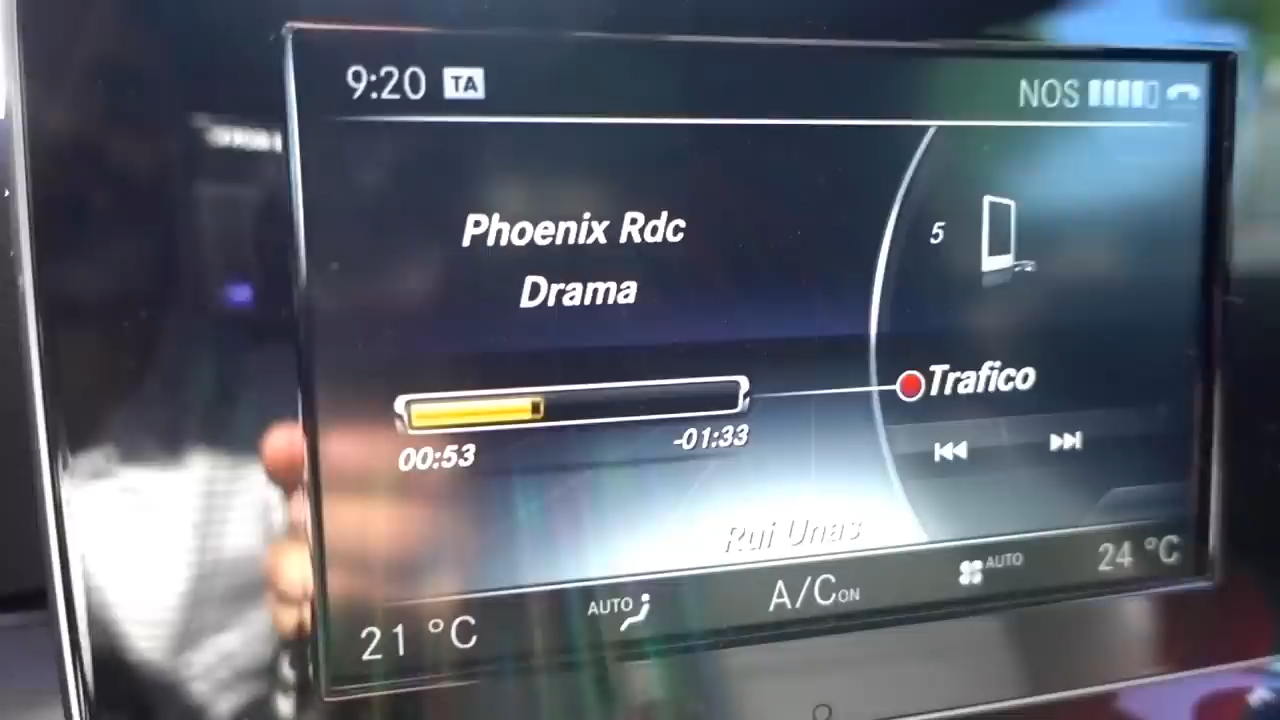 9:20 TA NOS
Phoenix Rdc
5
Drama
Trafico
00:53 -01:33
Rui Unas
21 °C AUTO A/C ON AUTO 24 °C